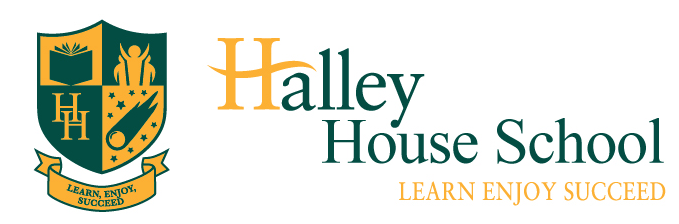 HH
LEARN, ENJOY,
SUCCEED
Halley
House School
LEARN ENJOY SUCCEED